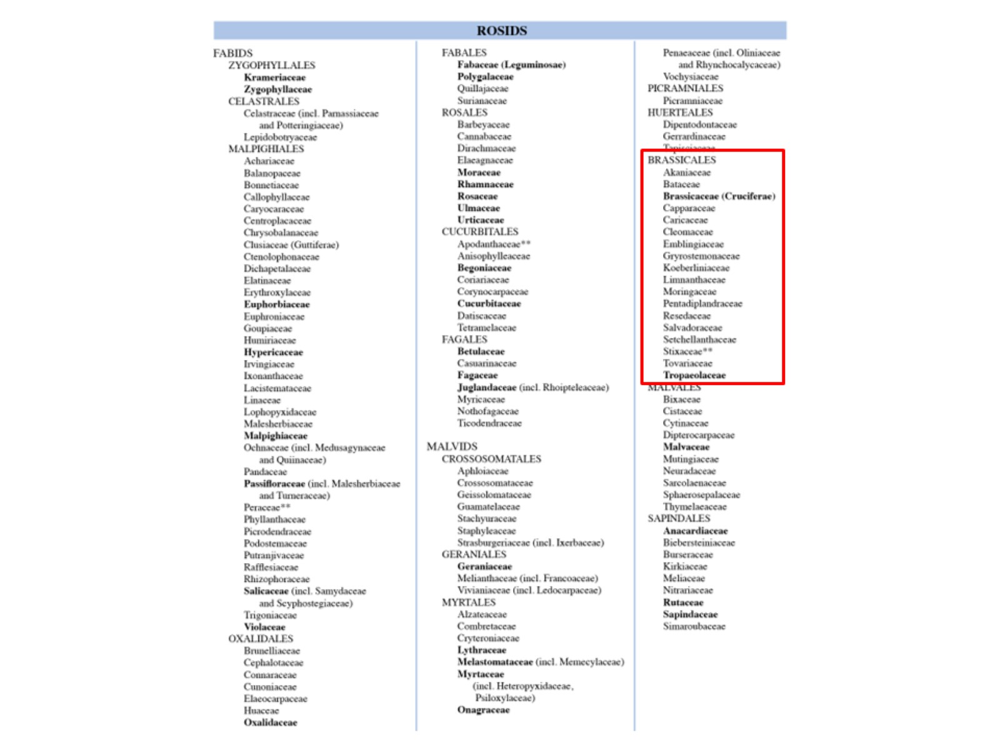 ROSIDS
FABIDS
ZYGOPHYLLALES
Krameriaceae
Zygophyllaceae
CELASTRALES
Celastraceae (incl. Parnassiaceae
and Potteringiaceae)
Lepidobotryaceae
MALPIGHIALES
Achariaceae
Balanopaceae
Bonnetiaceae
Callophyllaceae
Caryocaraceae
Centroplacaceae
Chrysobalanaceae
Clusiaceae (Guttiferae)
Ctenolophonaceae
Dichapetalaceae
Elatinaceae
Erythroxylaceae
Euphorbiaceae
Euphroniaceae
Goupiaceae
Humiriaceae
Hypericaceae
Irvingiaceae
Ixonanthaceae
Lacistemataceae
Linaceae
Lophopyxidaceae
Malesherbiaceae
Malpighiaceae
Ochnaceae (incl. Medusagynaceae
and Quiinaceae)
Pandaceae
Passifloraceae (incl. Malesherbiaceae
and Turneraceae)
Peraceae**
Phyllanthaceae
Picrodendraceae
Podostemaceae
Putranjivaceae
Rafflesiaceae
Rhizophoraceae
Salicaceae (incl. Samydaceae
and Scyphostegiaceae)
Trigoniaceae
Violaceae
OXALIDALES
Brunelliaceae
Cephalotaceae
Connaraceae
Cunoniaceae
Elaeocarpaceae
Huaceae
Oxalidaceae
FABALES
Fabaceae (Leguminosae)
Polygalaceae
Quillajaceae
Surianaceae
ROSALES
Barbeyaceae
Cannabaceae
Dirachmaceae
Elaeagnaceae
Moraceae
Rhamnaceae
Rosaceae
Ulmaceae
Urticaceae
CUCURBITALES
Apodanthaceae**
Anisophylleaceae
Begoniaceae
Coriariaceae
Corynocarpaceae
Cucurbitaceae
Datiscaceae
Tetramelaceae
FAGALES
Betulaceae
Casuarinaceae
Fagaceae
Juglandaceae (incl. Rhoipteleaceae)
Myricaceae
Nothofagaceae
Ticodendraceae
MALVIDS
CROSSOSOMATALES
Aphloiaceae
Crossosomataceae
Geissolomataceae
Guamatelaceae
Stachyuraceae
Staphyleaceae
Strasburgeriaceae (incl. Ixerbaceae)
GERANIALES
Geraniaceae
Melianthaceae (incl. Francoaceae)
Vivianiaceae (incl. Ledocarpaceae)
MYRTALES
Alzateaceae
Combretaceae
Cryteroniaceae
Lythraceae
Melastomataceae (incl. Memecylaceae)
Myrtaceae
(incl. Heteropyxidaceae,
Psiloxylaceae)
Onagraceae
Penaeaceae (incl. Oliniaceae
and Rhynchocalycaceae)
Vochysiaceae
PICRAMNIALES
Picramniaceae
HUERTEALES
Dipentodontaceae
Gerrardinaceae
Tapisciaceae
BRASSICALES
Akaniaceae
Bataceae
Brassicaceae (Cruciferae)
Capparaceae
Caricaceae
Cleomaceae
Emblingiaceae
Gryrostemonaceae
Koeberliniaceae
Limnanthaceae
Moringaceae
Pentadiplandraceae
Resedaceae
Salvadoraceae
Setchellanthaceae
Stixaceae**
Tovariaceae
Tropaeolaceae
MALVALES
Bixaceae
Cistaceae
Cytinaceae
Dipterocarpaceae
Malvaceae
Mutingiaceae
Neuradaceae
Sarcolaenaceae
Sphaerosepalaceae
Thymelaeaceae
SAPINDALES
Anacardiaceae
Biebersteiniaceae
Burseraceae
Kirkiaceae
Meliaceae
Nitrariaceae
Rutaceae
Sapindaceae
Simaroubaceae